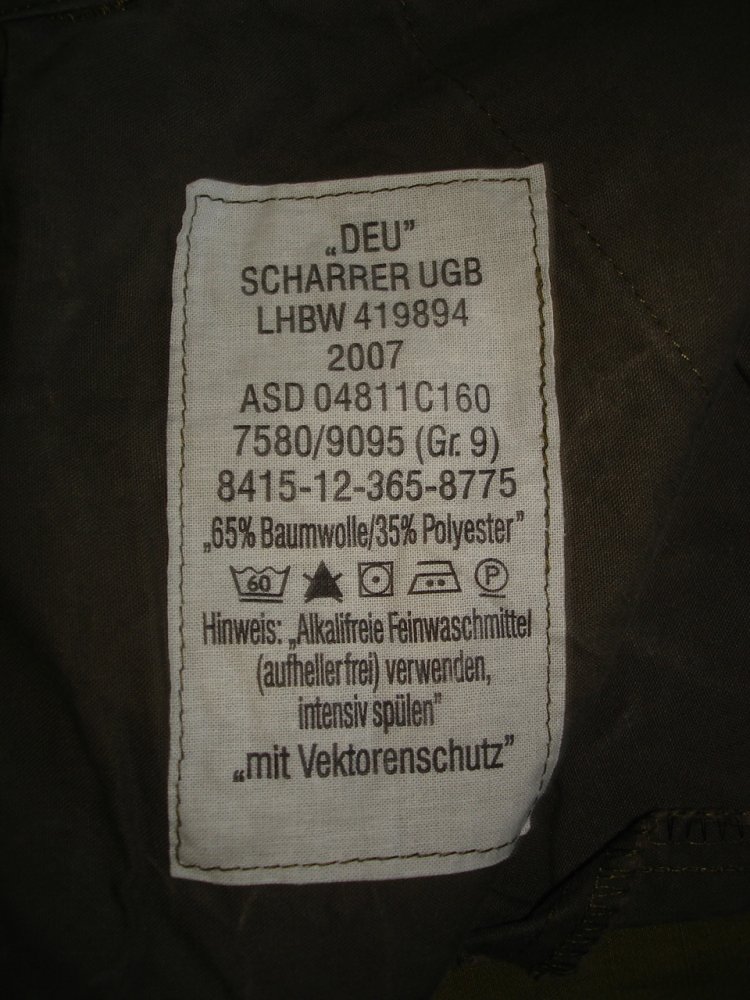 „DEU”
SCHARRER UGB
LHBW 419894
2007
ASD 04811C160
7580/9095 (Gr. 9)
8415-12-365-8775
„65% Baumwolle/35% Polyester”
60 P
Hinweis: „Alkalifreie Feinwaschmittel
(aufhellerfrei) verwenden,
intensiv spülen”
„mit Vektorenschutz”